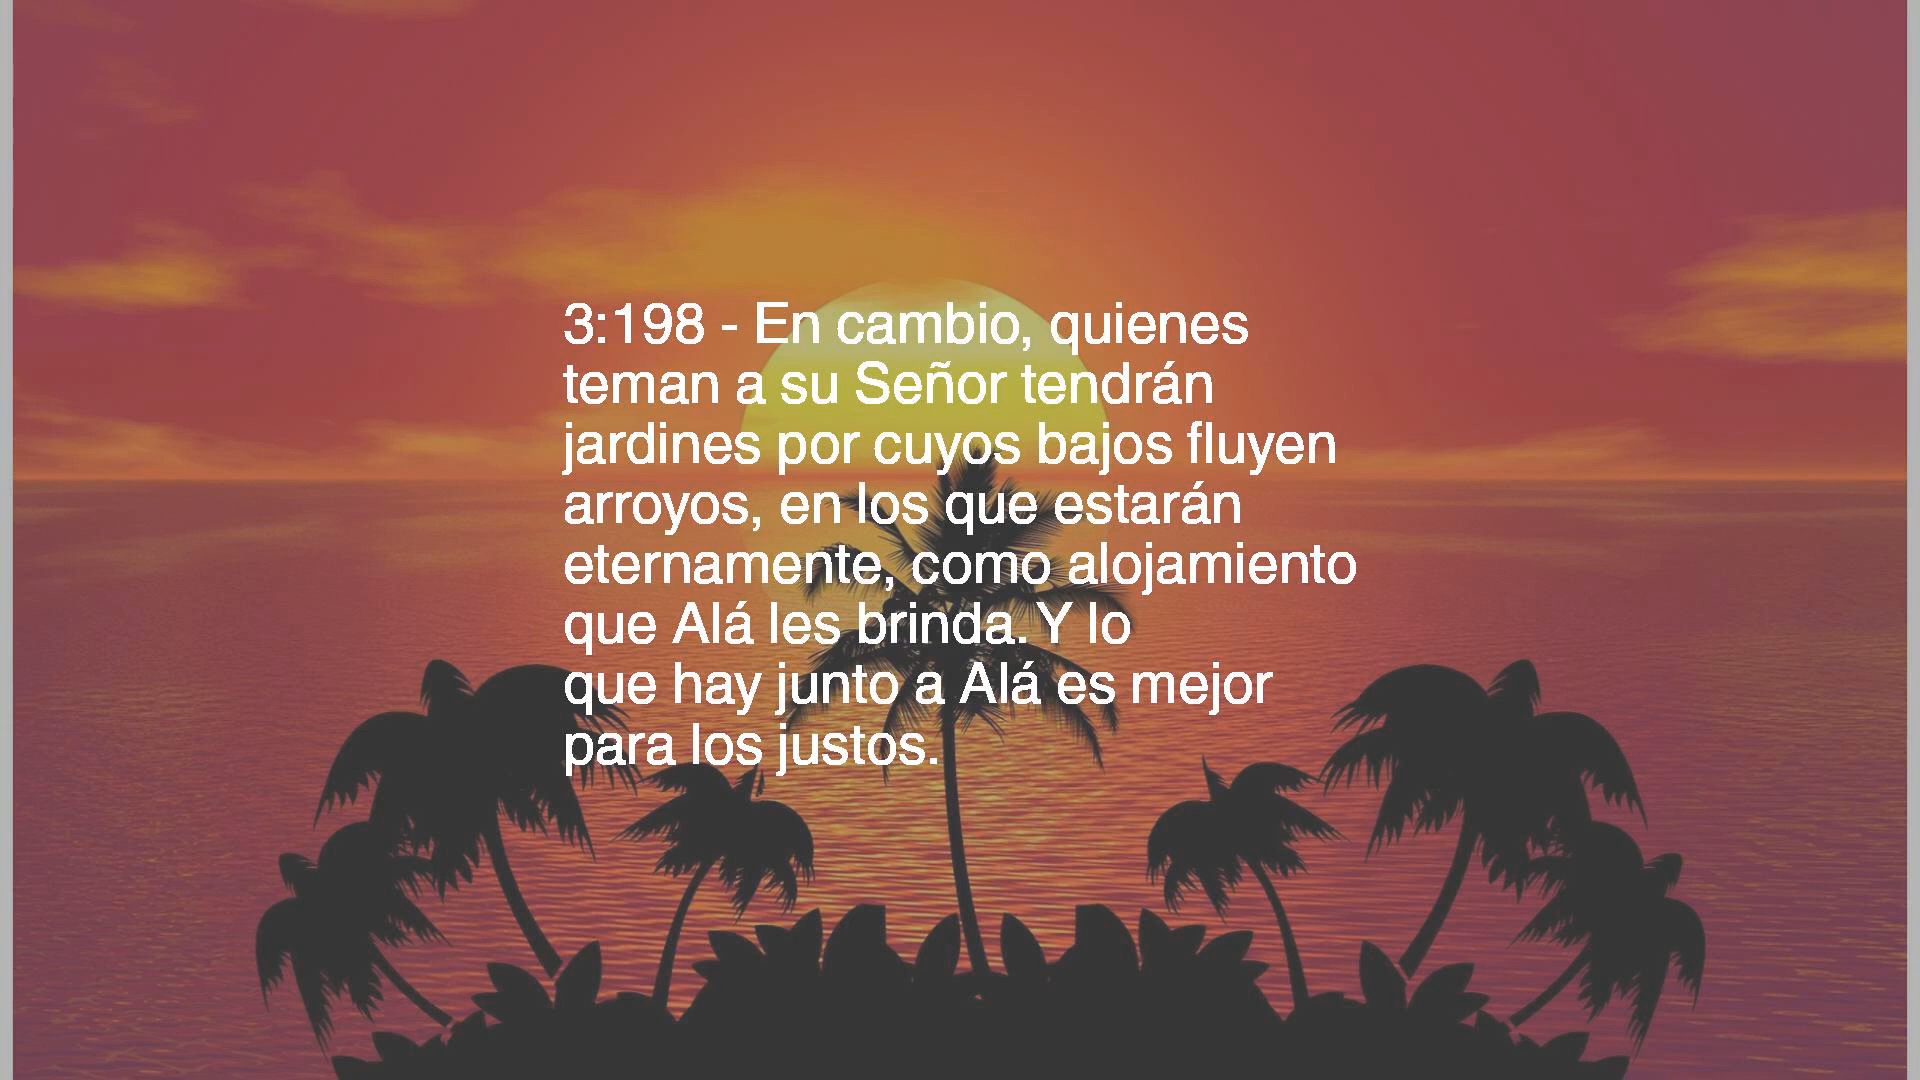 3:198 - En cambio, quienes
teman a su Señor tendrán
jardines por cuyos bajos fluyen
arroyos, en los que estarán
eternamente, como alojamiento
que Alá les brinda. Y lo
que hay junto a Alá es mejor
para los justos.